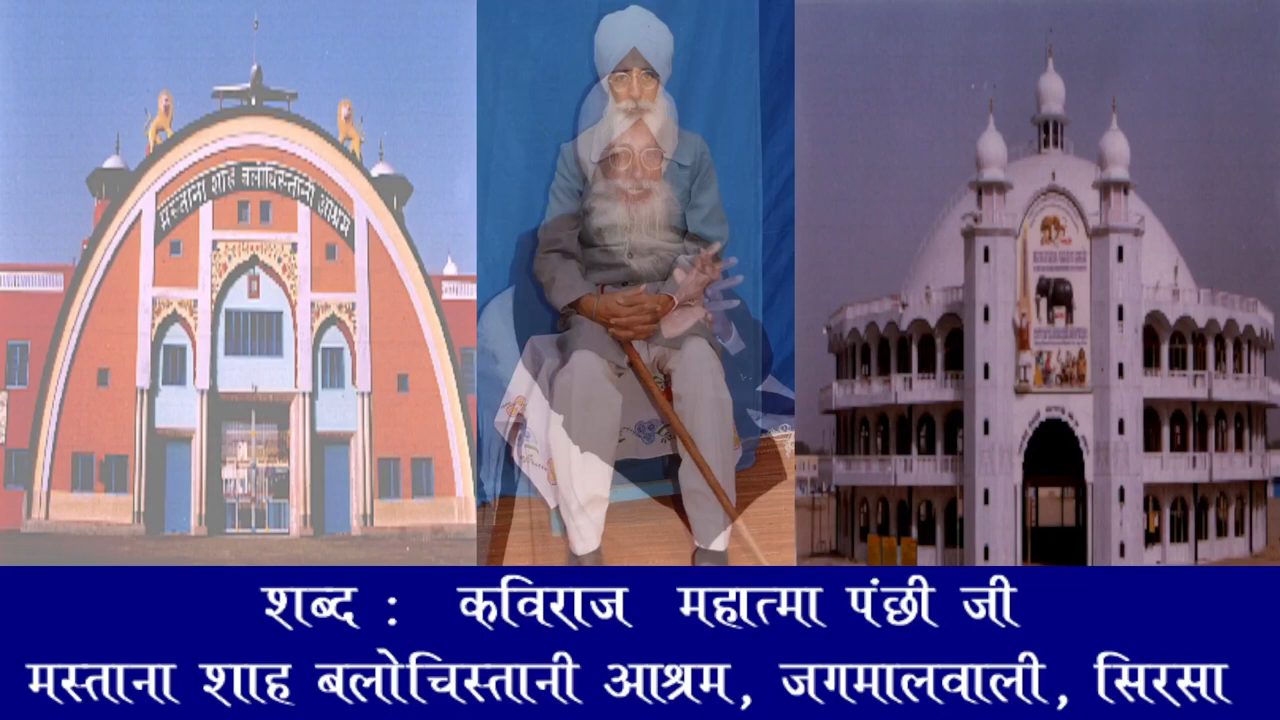 मस्ताना शाह बलोचिस्तानी आश्रम
शब्द : कविराज महात्मा पंछी जी
मस्ताना शाह बलोचिस्तानी आश्रम, जगमालवाली, सिरसा